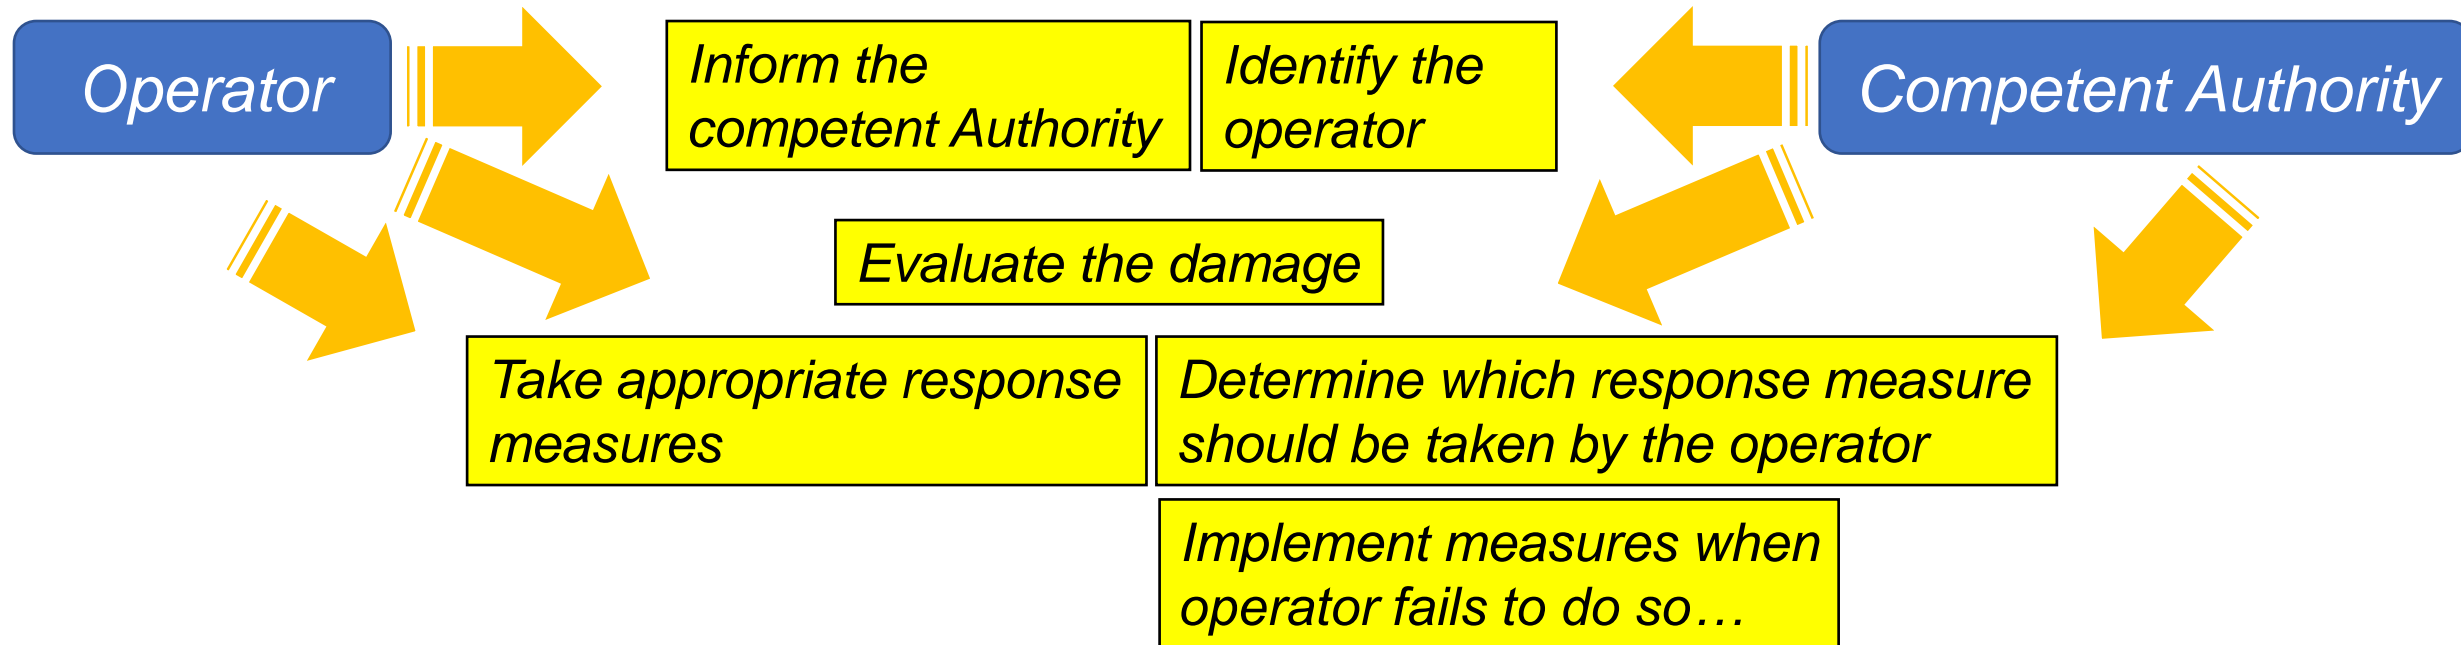 Operator
Inform the
competent Authority
Identify the
operator
Competent Authority
Evaluate the damage
Take appropriate response
measures
Determine which response measure
should be taken by the operator
Implement measures when
operator fails to do so…